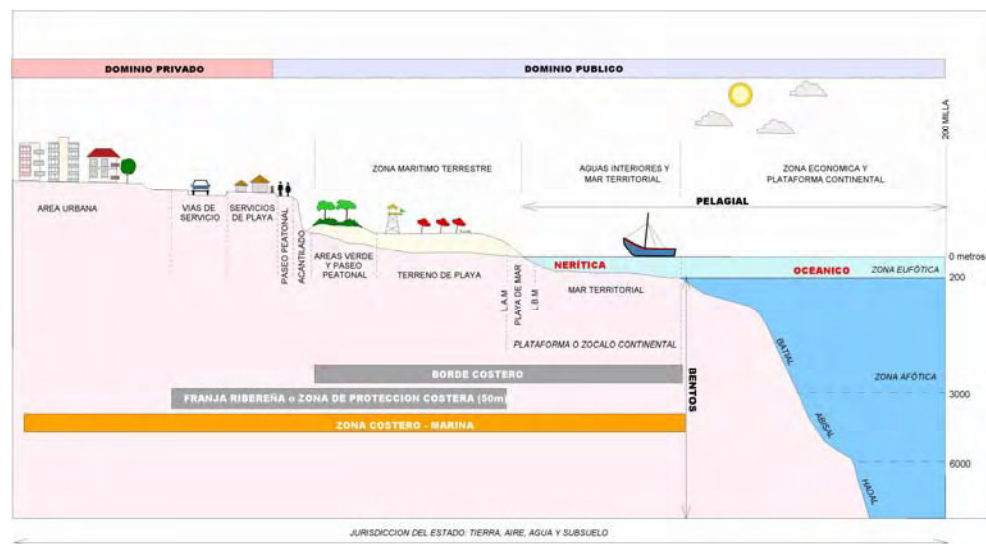 DOMINIO PRIVADO
DOMINIO PUBLICO
200 MILLA
ZONA MARITIMO TERRESTRE
AGUAS INTERIORES Y
MAR TERRITORIAL
ZONA ECONOMICA Y
PLATAFORMA CONTINENTAL
PELAGIAL
AREA URBANA
VIAS DE
SERVICIO
SERVICIOS
DE PLAYA
PASEO PEATONAL
ACANTILADO
AREAS VERDE
Y PASEO
PEATONAL
TERRENO DE PLAYA
L.A.M
PLAYA DE MAR
L.B.M
NERÍTICA
MAR TERRITORIAL
OCEANICO
ZONA EUFÓTICA
0 metros
200
PLATAFORMA O ZOCALO CONTINENTAL
BORDE COSTERO
FRANJA RIBEREÑA o ZONA DE PROTECCION COSTERA (50m)
ZONA COSTERO - MARINA
BENTOS
BATIAL
ZONA AFÓTICA
3000
ABISAL
6000
HADAL
JURISDICCION DEL ESTADO: TIERRA, AIRE, AGUA Y SUBSUELO